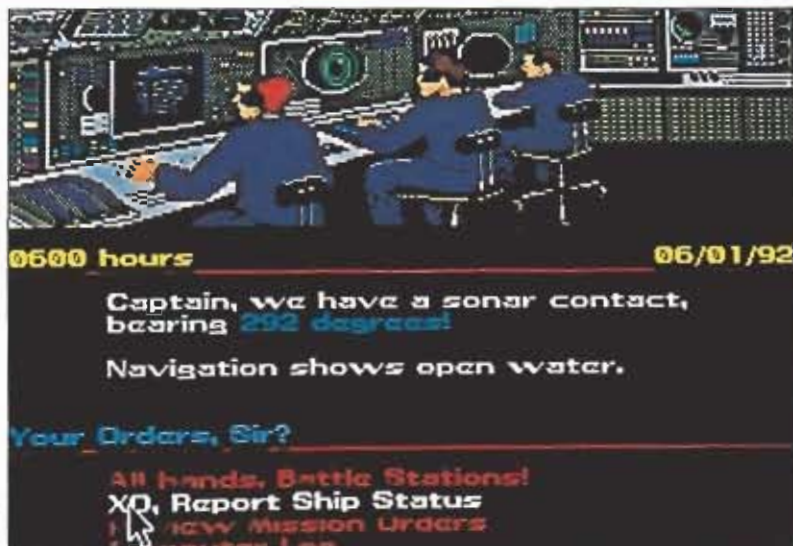 0600 hours
06/01/92
Captain, we have a sonar contact,
bearing 292 degrees!
Navigation shows open water.
Your Orders, Sir?
All hands, Battle Stations!
XO, Report Ship Status
Mission Orders
Log